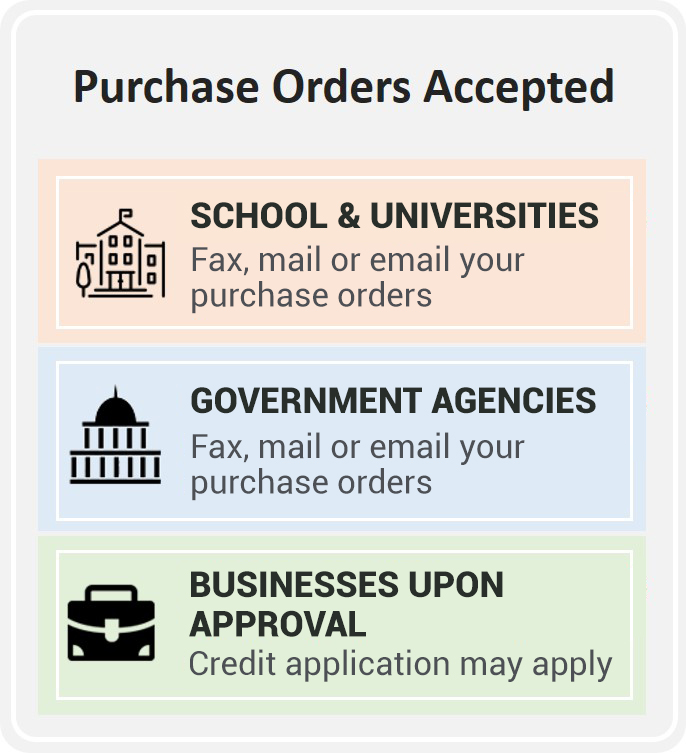 Purchase Orders Accepted
SCHOOL & UNIVERSITIES
Fax, mail or email your
purchase orders
GOVERNMENT AGENCIES
Fax, mail or email your
purchase orders
BUSINESSES UPON
APPROVAL
Credit application may apply